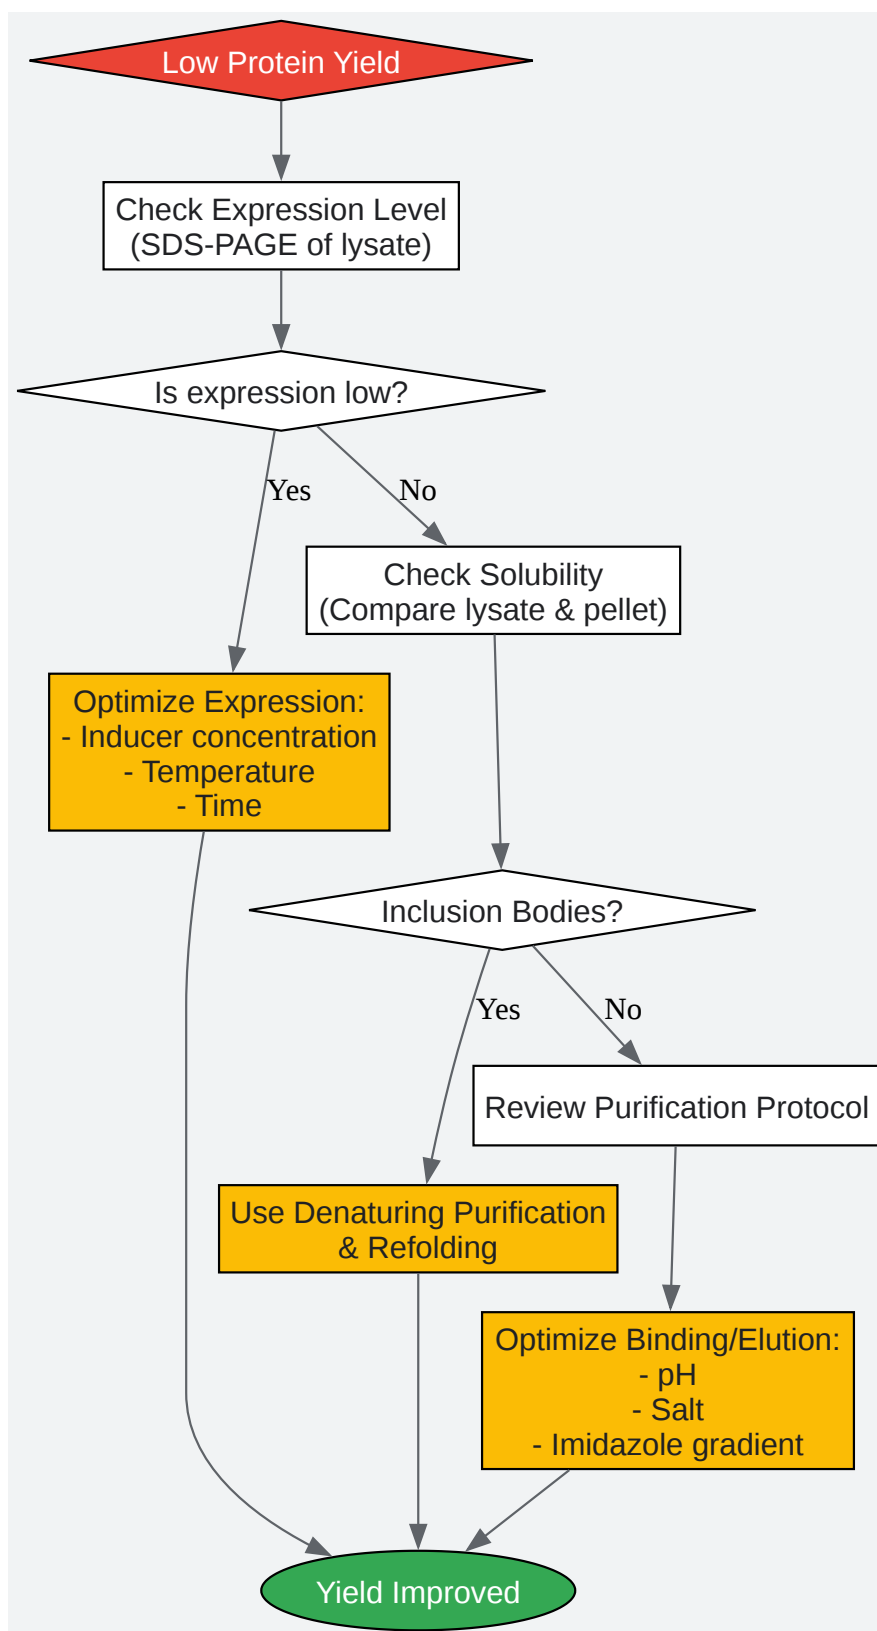 Low Protein Yield
Check Expression Level
(SDS-PAGE of lysate)
Is expression low?
Yes
No
Check Solubility
(Compare lysate & pellet)
Optimize Expression:
- Inducer concentration
- Temperature
- Time
Inclusion Bodies?
Yes
No
Review Purification Protocol
Use Denaturing Purification
& Refolding
Optimize Binding/Elution:
- pH
- Salt
- Imidazole gradient
Yield Improved